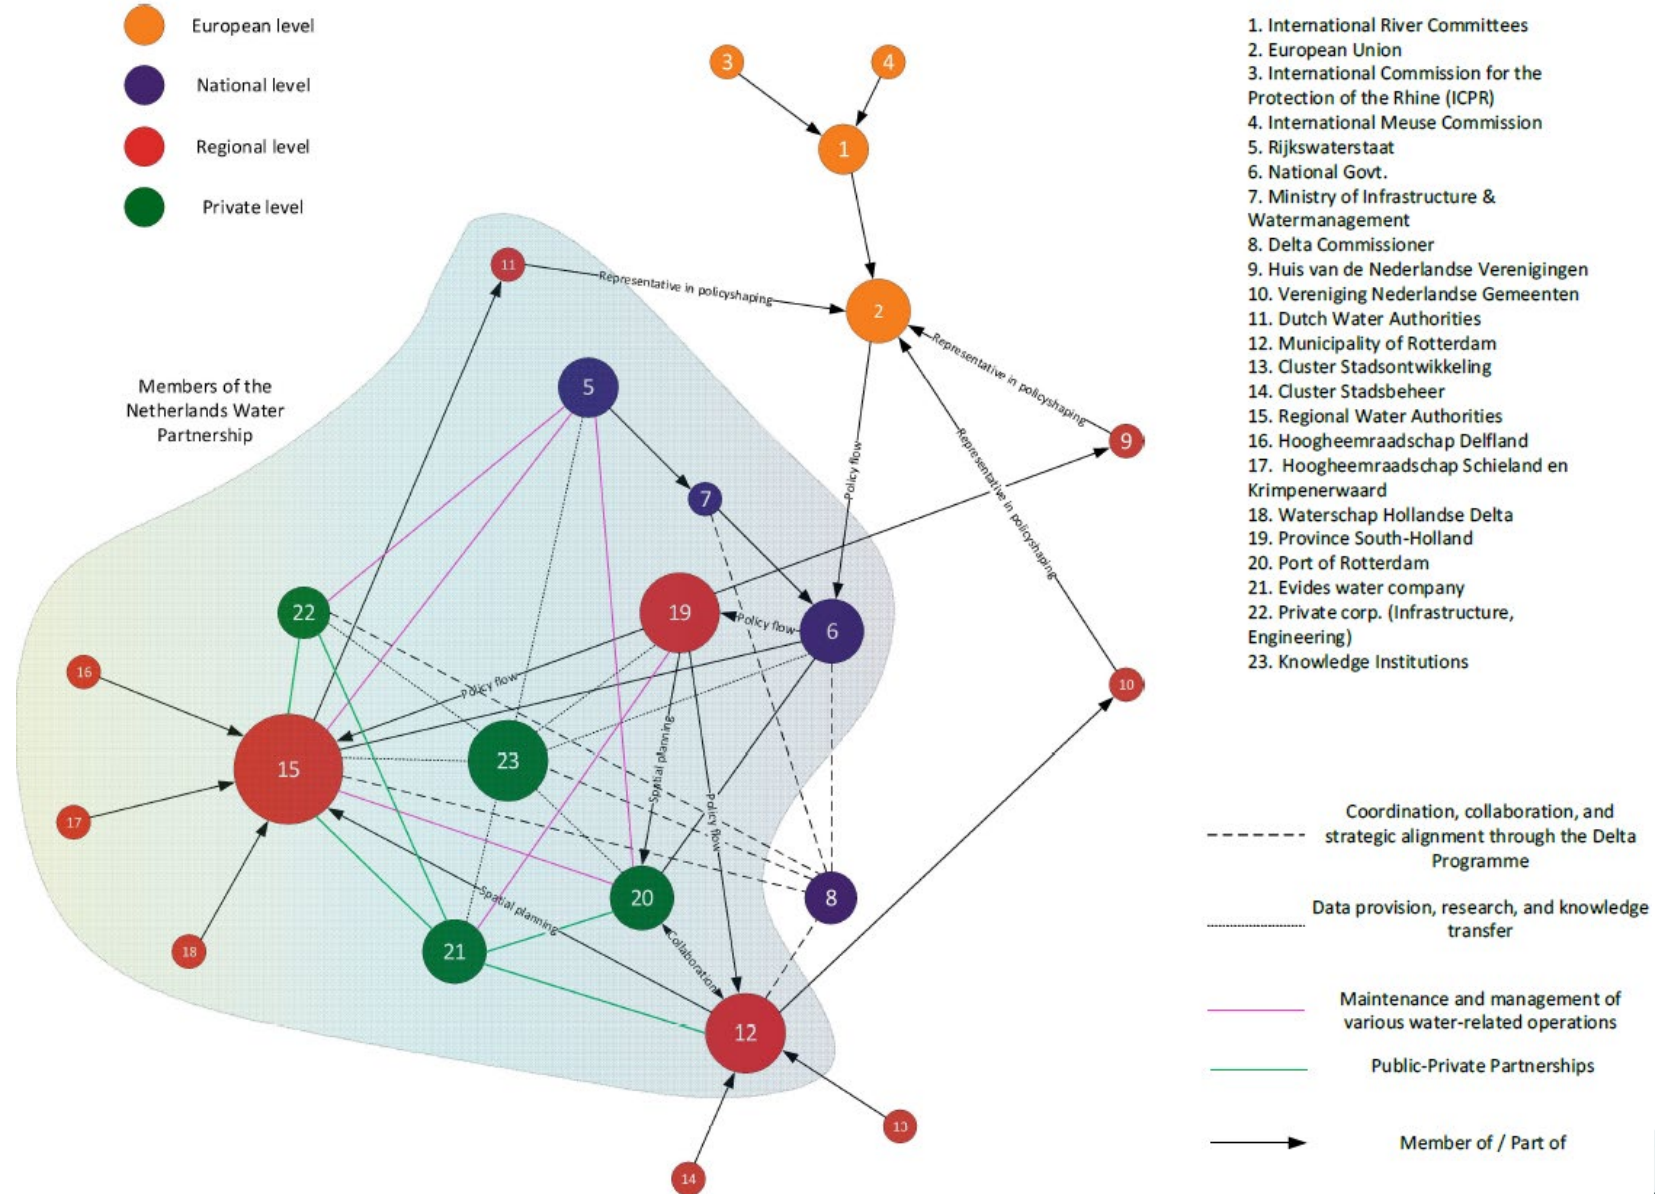 European level
National level
Regional level
Private level
Members of the
Netherlands Water
Partnership
3
4
1
11
Representative in policyshaping
2
Representative in policyshaping
5
Policy flow
Representative in policyshaping
9
7
22
19
Policy flow
6
16
Policy flow
10
15
23
Spatial planning
Policy flow
17
20
8
Spatial planning
18
21
Collaboration
12
10
14
1. International River Committees
2. European Union
3. International Commission for the
Protection of the Rhine (ICPR)
4. International Meuse Commission
5. Rijkswaterstaat
6. National Govt.
7. Ministry of Infrastructure &
Watermanagement
8. Delta Commissioner
9. Huis van de Nederlandse Verenigingen
10. Vereniging Nederlandse Gemeenten
11. Dutch Water Authorities
12. Municipality of Rotterdam
13. Cluster Stadsontwikkeling
14. Cluster Stadsbeheer
15. Regional Water Authorities
16. Hoogheemraadschap Delfland
17. Hoogheemraadschap Schieland en
Krimpenerwaard
18. Waterschap Hollandse Delta
19. Province South-Holland
20. Port of Rotterdam
21. Evides water company
22. Private corp. (Infrastructure,
Engineering)
23. Knowledge Institutions
Coordination, collaboration, and
strategic alignment through the Delta
Programme
Data provision, research, and knowledge
transfer
Maintenance and management of
various water-related operations
Public-Private Partnerships
Member of / Part of